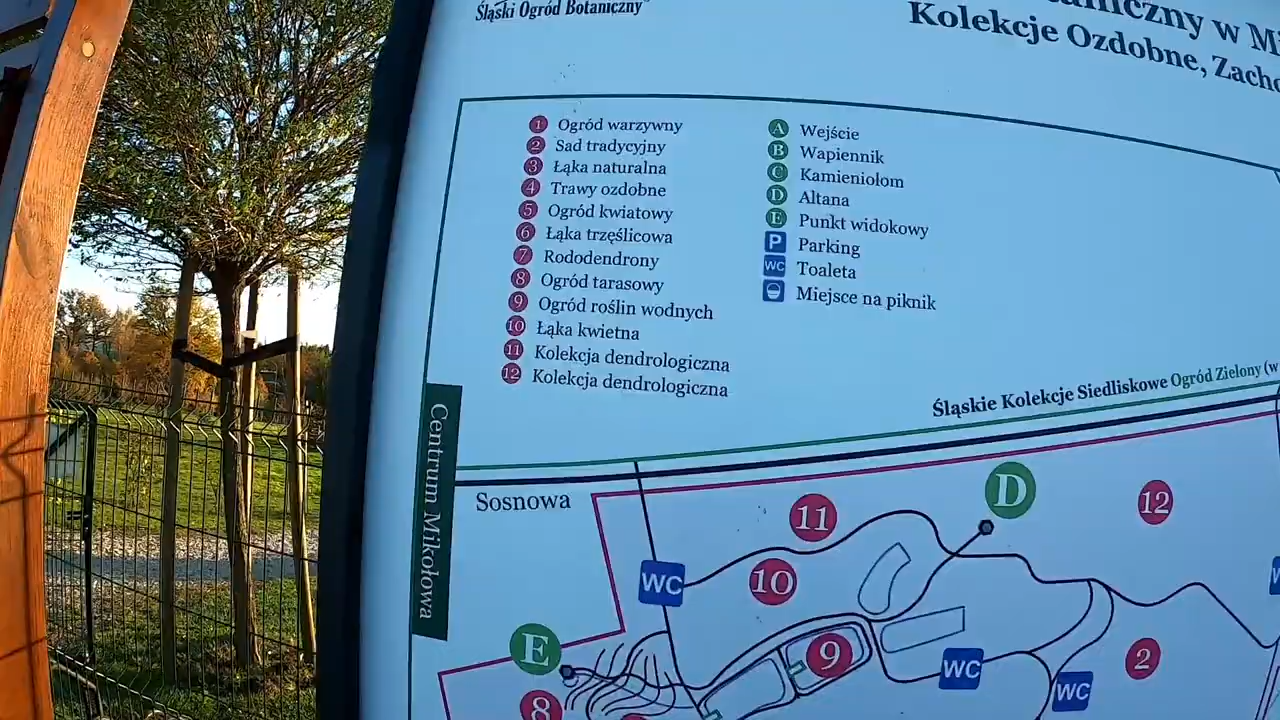 Śląski Ogród Botaniczny
w
Kolekcje Ozdobne,
1 Ogród warzywny
2 Sad tradycyjny
3 Łąka naturalna
4 Trawy ozdobne
5 Ogród kwiatowy
6 Łąka trzęślicowa
7 Rododendrony
8 Ogród tarasowy
9 Ogród roślin wodnych
10 Łąka kwietna
11 Kolekcja dendrologiczna
12 Kolekcja dendrologiczna
A Wejście
B Wapiennik
C Kamieniołom
D Altana
E Punkt widokowy
P Parking
WC Toaleta
Miejsce na piknik
Śląskie Kolekcje Siedliskowe Ogród Zielony (w
Centrum Mikołowa
Sosnowa
D
11
12
WC
10
E
9
WC
2
WC
8